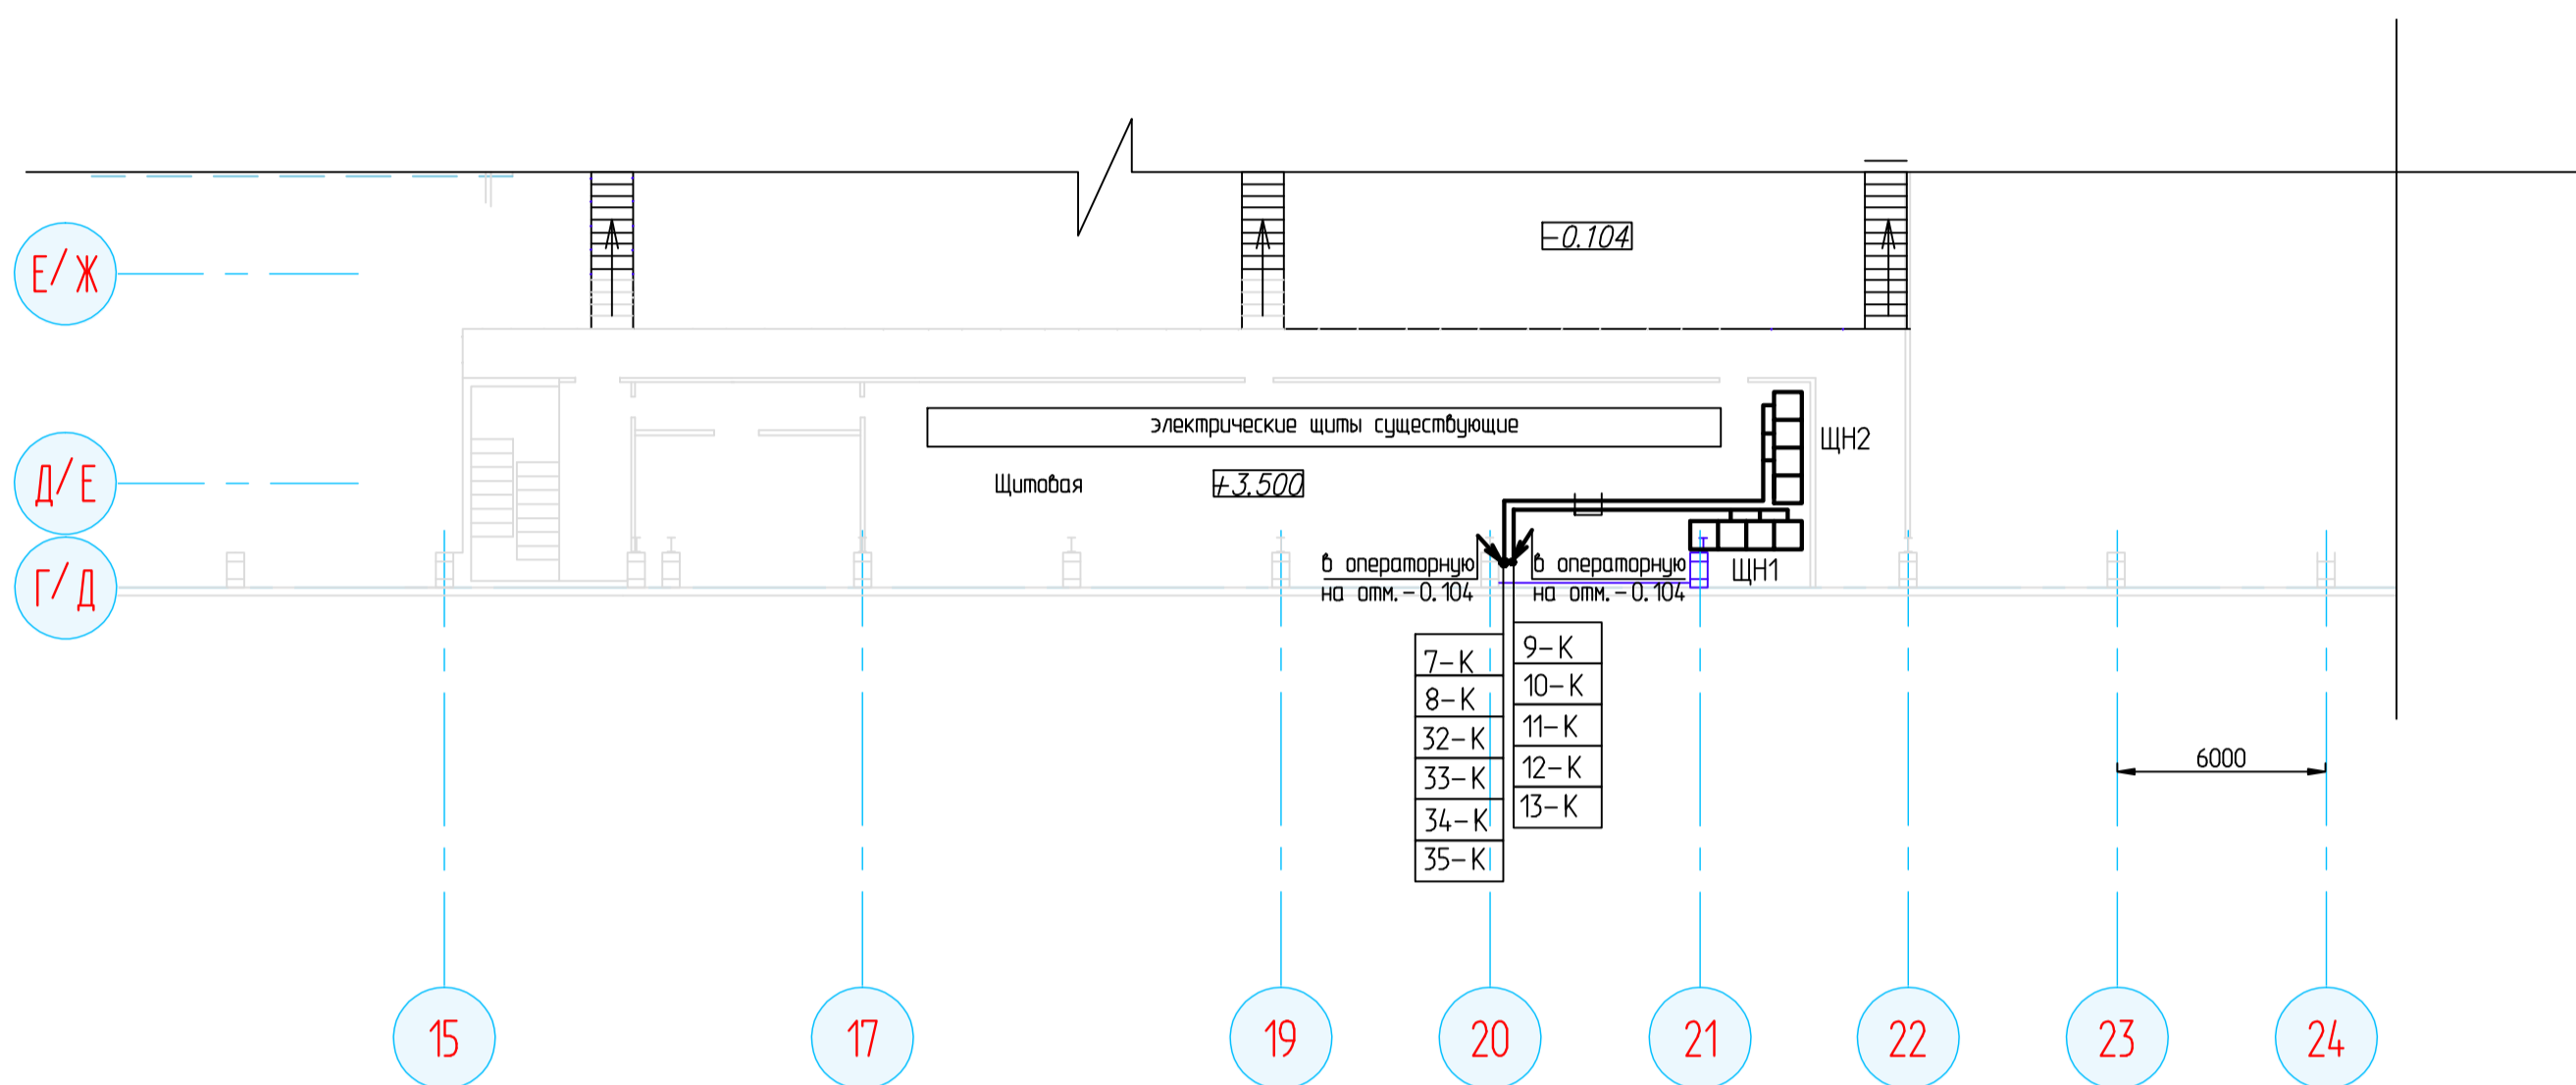 -0.104
Е/Ж
электрические щиты существующие
ЩН2
Д/Е
Щитовая
+3.500
Г/Д
в операторную
на отм.-0.104
в операторную
на отм.-0.104
ЩН1
7-К
8-К
32-К
33-К
34-К
35-К
9-К
10-К
11-К
12-К
13-К
6000
15
17
19
20
21
22
23
24